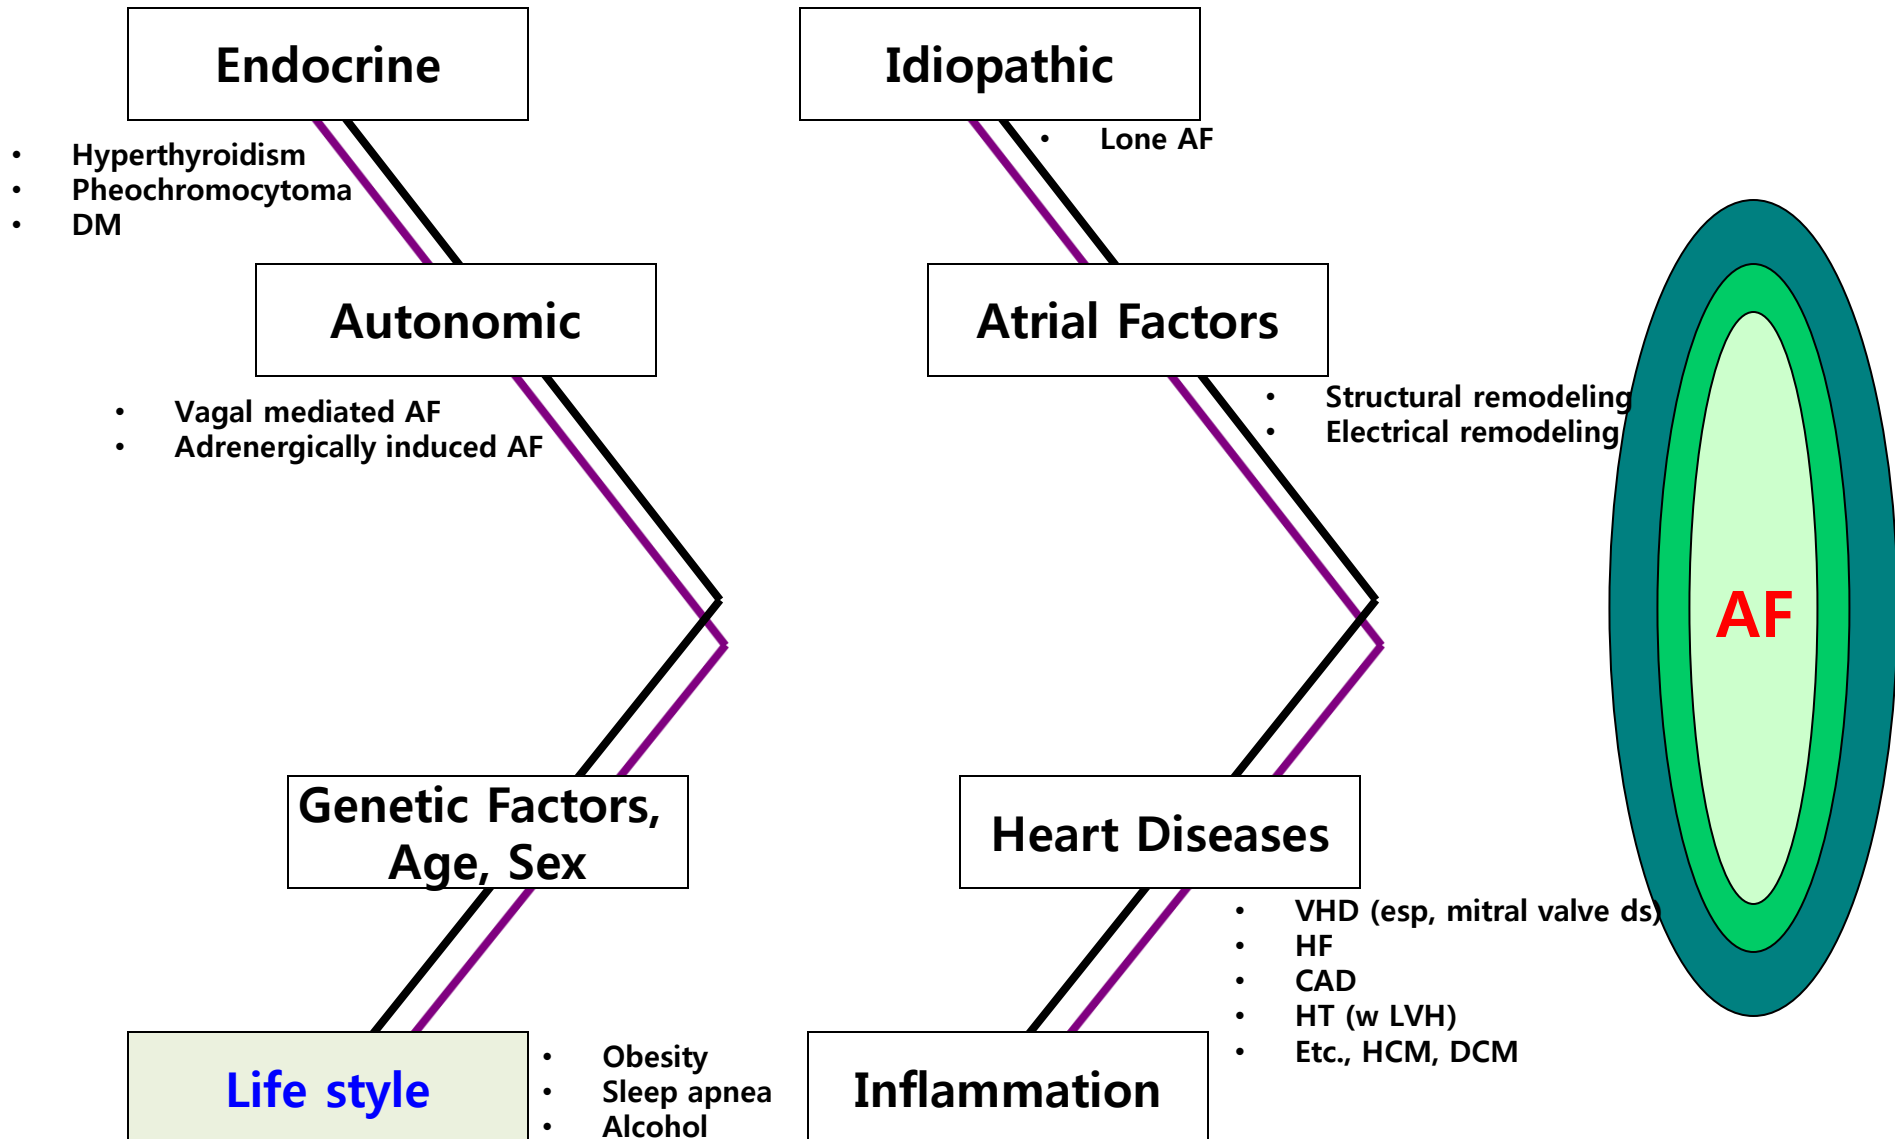 Endocrine
• Hyperthyroidism
• Pheochromocytoma
• DM
Idiopathic
• Lone AF
Autonomic
• Vagal mediated AF
• Adrenergically induced AF
Atrial Factors
• Structural remodeling
• Electrical remodeling
AF
Genetic Factors,
Age, Sex
Heart Diseases
• VHD (esp, mitral valve ds)
• HF
• CAD
• HT (w LVH)
• Etc., HCM, DCM
Life style
• Obesity
• Sleep apnea
• Alcohol
Inflammation